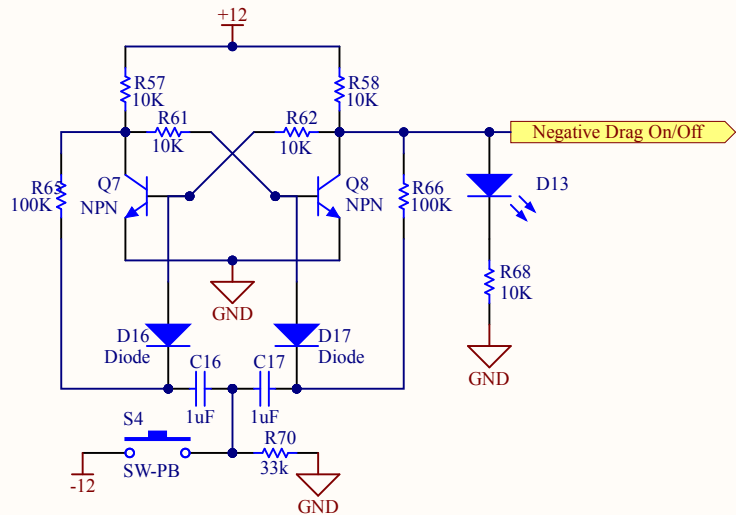 +12
R57
10K
R58
10K
R61
10K
R62
10K
Negative Drag On/Off
R65
100K
Q7
NPN
Q8
NPN
R66
100K
D13
R68
10K
GND
D16
Diode
D17
Diode
GND
C16
1uF
C17
1uF
S4
SW-PB
R70
33k
-12
GND